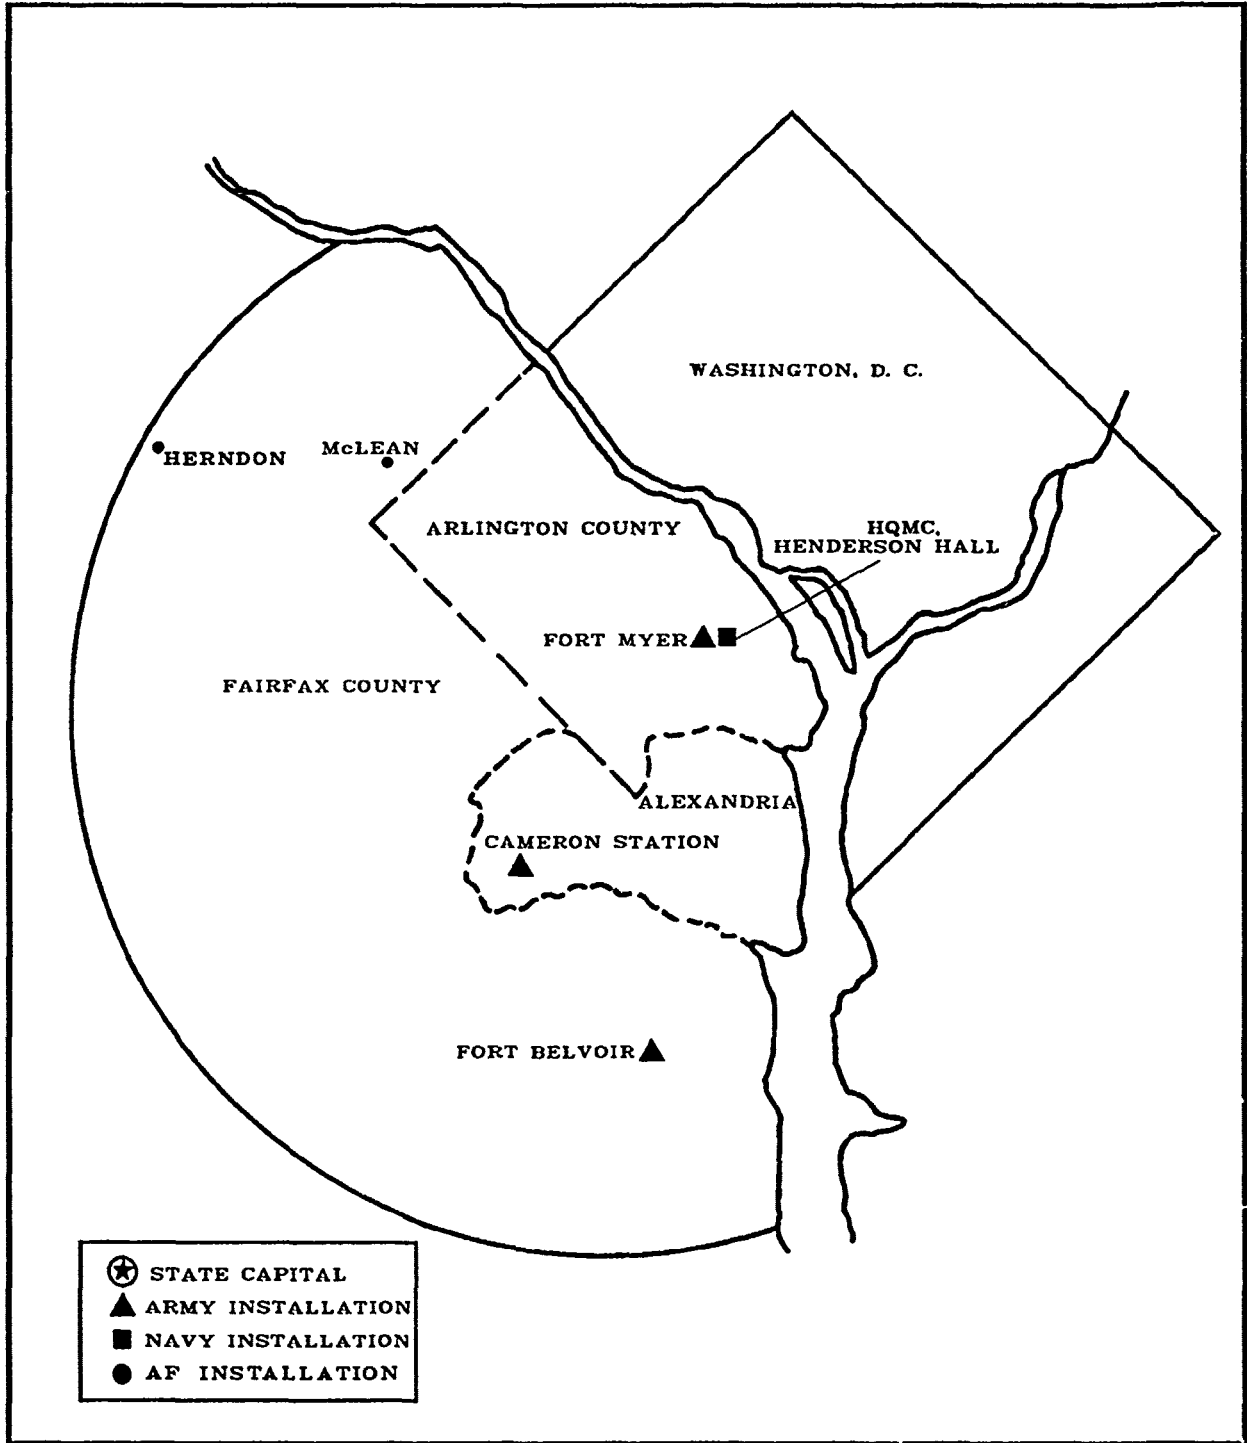 WASHINGTON, D. C.
HERNDON
McLEAN
ARLINGTON COUNTY
HQMC,
HENDERSON HALL
FORT MYER
FAIRFAX COUNTY
ALEXANDRIA
CAMERON STATION
FORT BELVOIR
STATE CAPITAL
ARMY INSTALLATION
NAVY INSTALLATION
AF INSTALLATION